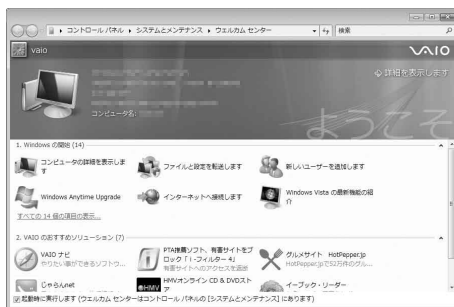 コントロール パネル ▸ システムとメンテナンス ▸ ウェルカム センター
検索
vaio
VAIO
詳細を表示します
コンピュータ名:
ようこそ
1. Windows の開始 (14)
コンピュータの詳細を表示しま
す
ファイルと設定を転送します
新しいユーザーを追加します
Windows Anytime Upgrade
インターネットへ接続します
Windows Vista の最新機能の紹
介
すべての 14 個の項目の表示...
2. VAIO のおすすめソリューション (7)
VAIO ナビ
やりたい事ができるソフトウ...
PTA推薦ソフト、有害サイトをブ
ロック「i -フィルター 4」
有害サイトへのアクセスを遮断
グルメサイト HotPepper.jp
HotPepper.jpで52万件のグル...
じゃらんnet
HMV
HMVオンライン CD & DVDスト
ア
イーブック・リーダー
起動時に実行します (ウェルカム センターはコントロール パネルの [システムとメンテナンス] にあります)